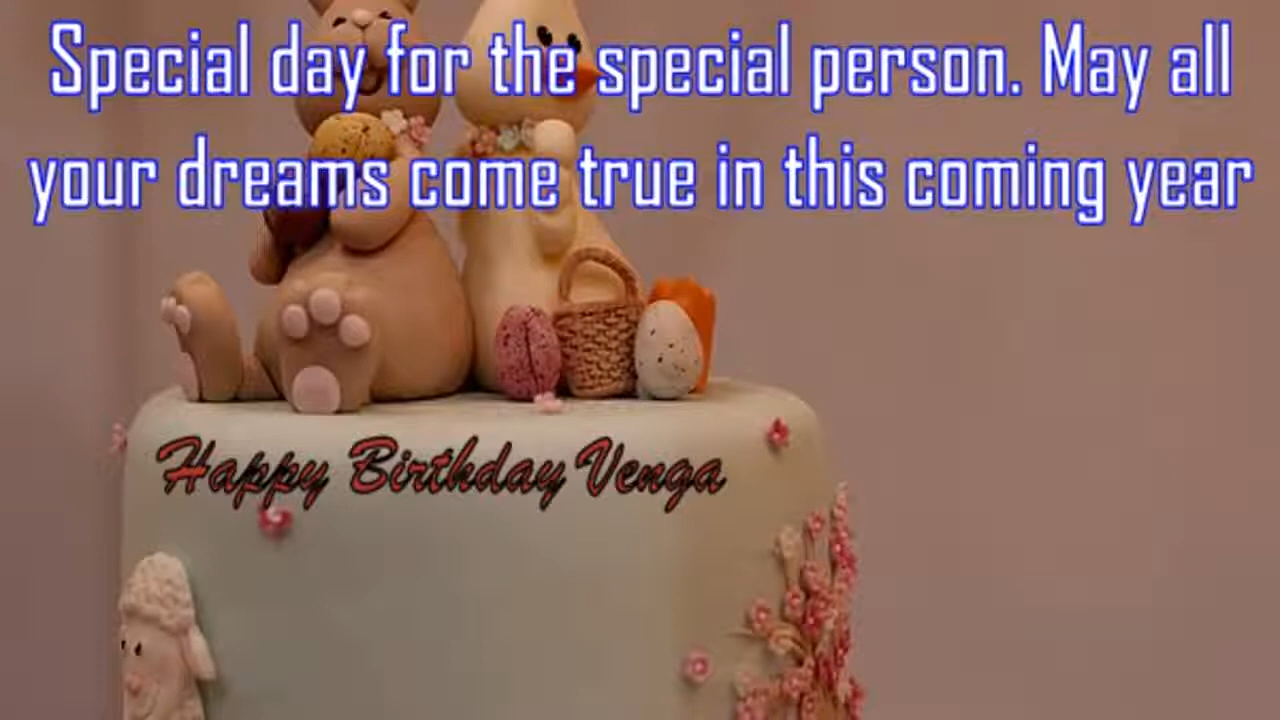 Special day for the special person. May all
your dreams come true in this coming year
Happy Birthday Venga